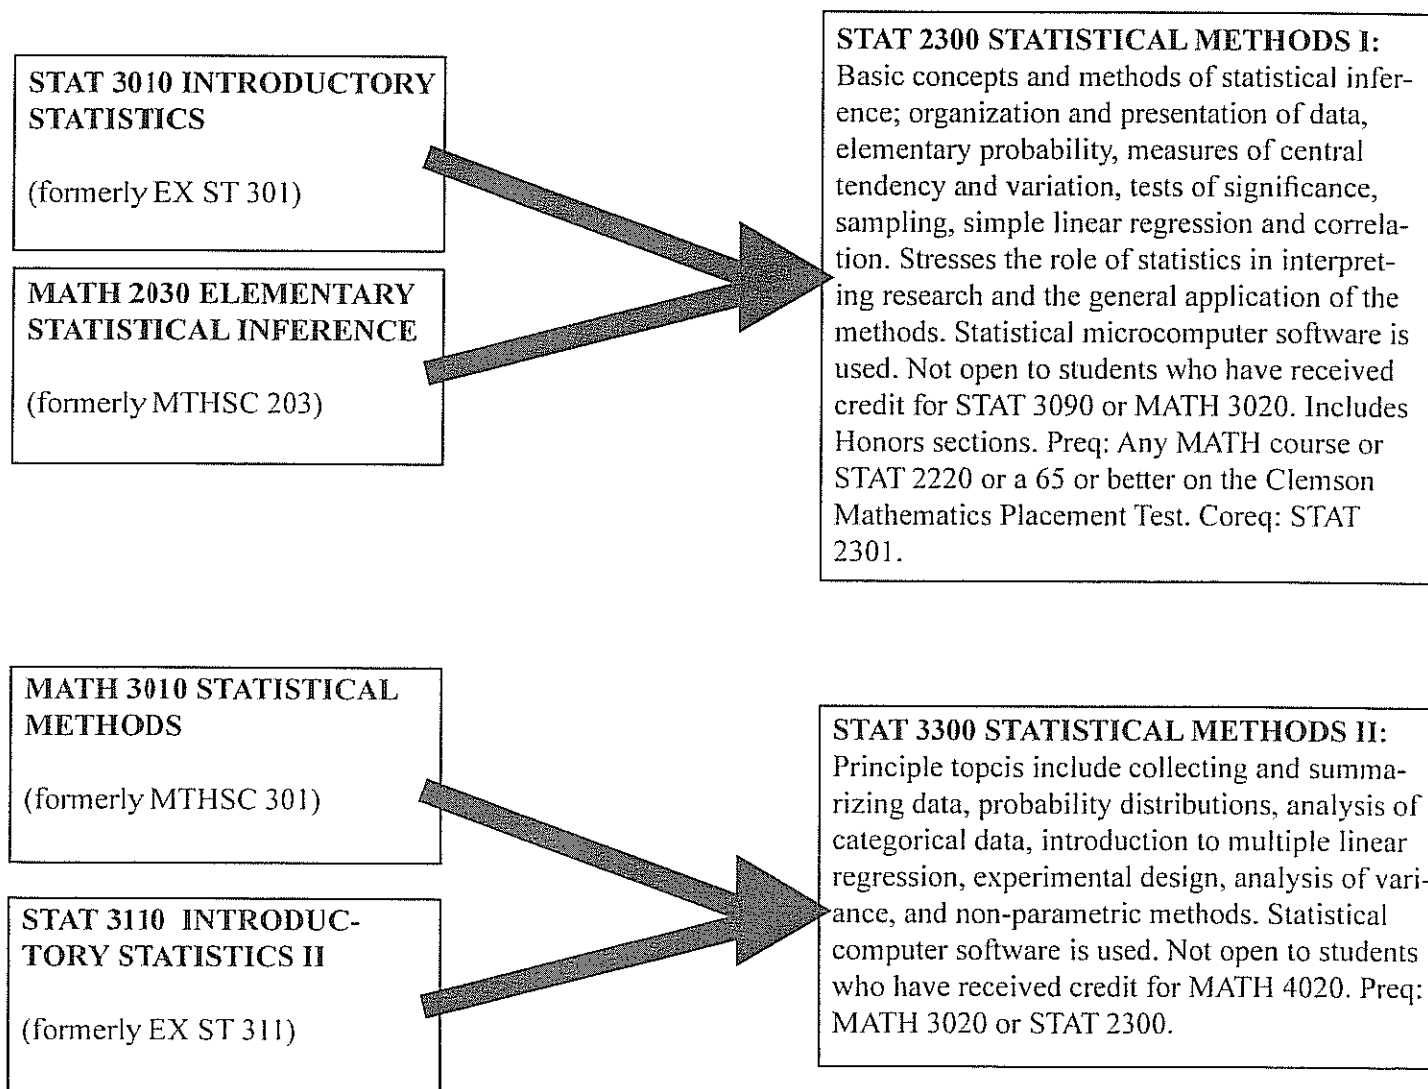 STAT 3010 INTRODUCTORY
STATISTICS
(formerly EX ST 301)
MATH 2030 ELEMENTARY
STATISTICAL INFERENCE
(formerly MTHSC 203)
STAT 2300 STATISTICAL METHODS I:
Basic concepts and methods of statistical infer-
ence; organization and presentation of data,
elementary probability, measures of central
tendency and variation, tests of significance,
sampling, simple linear regression and correla-
tion. Stresses the role of statistics in interpret-
ing research and the general application of the
methods. Statistical microcomputer software is
used. Not open to students who have received
credit for STAT 3090 or MATH 3020. Includes
Honors sections. Preq: Any MATH course or
STAT 2220 or a 65 or better on the Clemson
Mathematics Placement Test. Coreq: STAT
2301.
MATH 3010 STATISTICAL
METHODS
(formerly MTHSC 301)
STAT 3110 INTRODUC-
TORY STATISTICS II
(formerly EX ST 311)
STAT 3300 STATISTICAL METHODS II:
Principle topcis include collecting and summa-
rizing data, probability distributions, analysis of
categorical data, introduction to multiple linear
regression, experimental design, analysis of vari-
ance, and non-parametric methods. Statistical
computer software is used. Not open to students
who have received credit for MATH 4020. Preq:
MATH 3020 or STAT 2300.